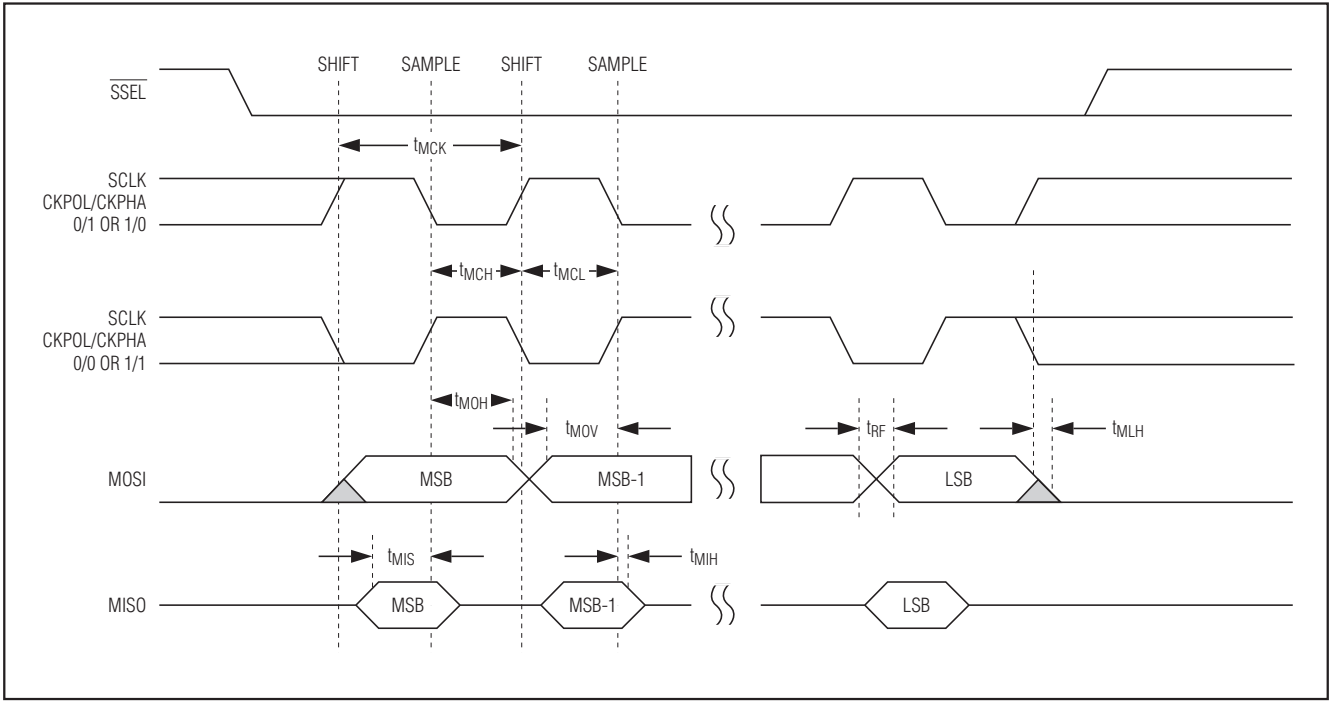 SHIFT SAMPLE SHIFT SAMPLE
SSEL
tMCK
SCLK
CKPOL/CKPHA
0/1 OR 1/0
tMCH tMCL
SCLK
CKPOL/CKPHA
0/0 OR 1/1
tMOH
tMOV tRF tMLH
MOSI MSB MSB-1 LSB
tMIS tMIH
MISO MSB MSB-1 LSB